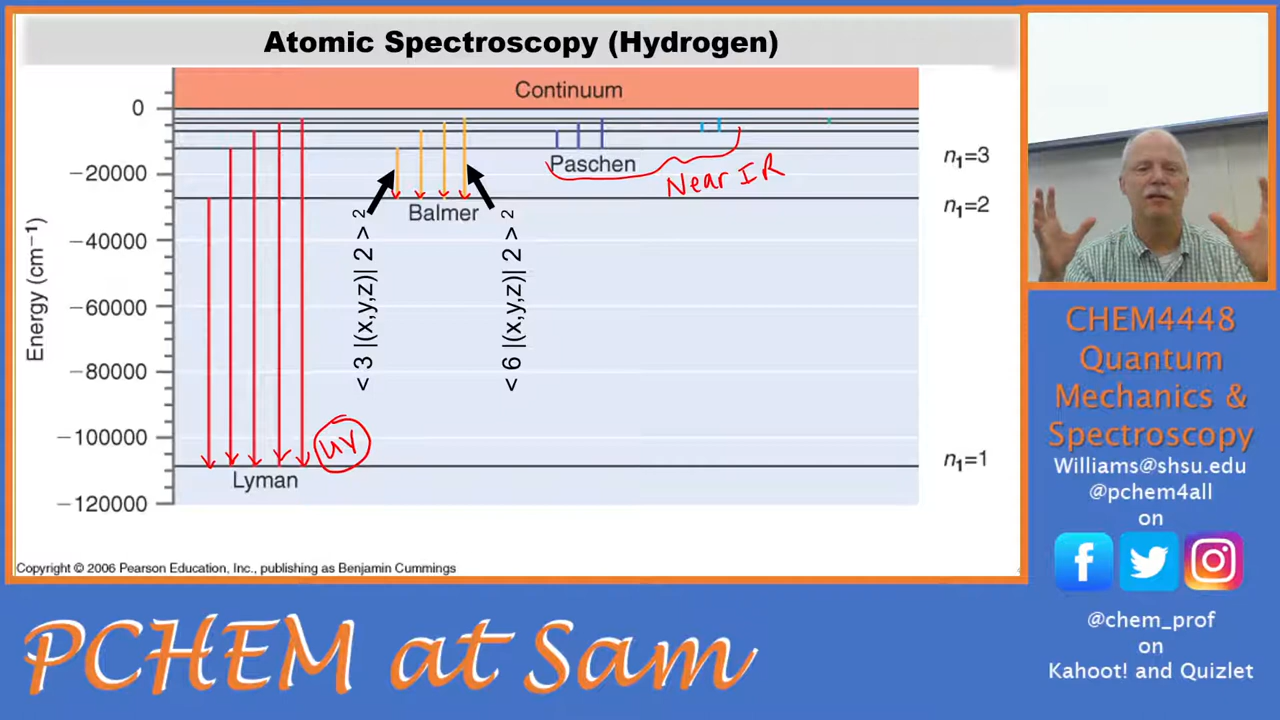 Atomic Spectroscopy (Hydrogen)
Continuum
0
−20000
−40000
−60000
−80000
−100000
−120000
Energy (cm−1)
Paschen
Near IR
Balmer
< 3 |(x,y,z)| 2 >2
< 6 |(x,y,z)| 2 >2
UV
Lyman
n1=3
n1=2
n1=1
Copyright © 2006 Pearson Education, Inc., publishing as Benjamin Cummings
CHEM4448
Quantum
Mechanics &
Spectroscopy
Williams@shsu.edu
@pchem4all
on
@chem_prof
on
Kahoot! and Quizlet
PCHEM at Sam